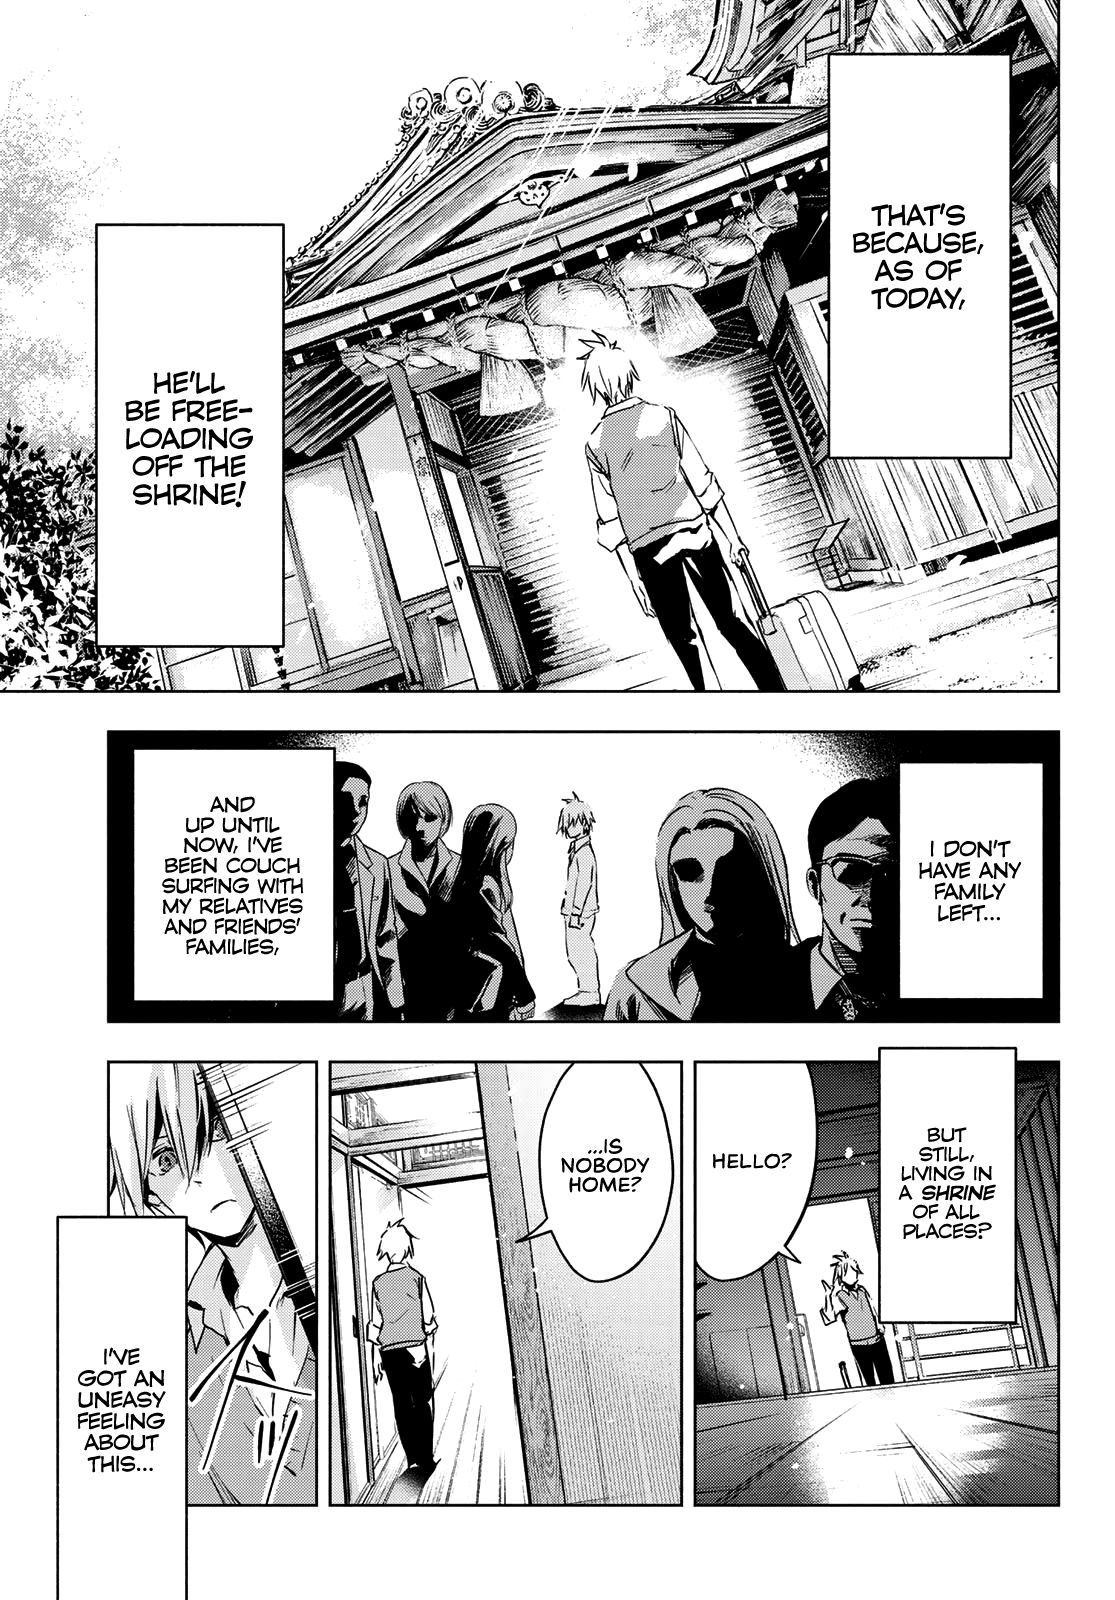 THAT'S
BECAUSE,
AS OF
TODAY,
HE'LL
BE FREE-
LOADING
OFF THE
SHRINE!
I DON'T
HAVE ANY
FAMILY
LEFT...
AND
UP UNTIL
NOW, I'VE
BEEN COUCH
SURFING WITH
MY RELATIVES
AND FRIENDS'
FAMILIES,
BUT
STILL,
LIVING IN
A SHRINE
OF ALL
PLACES?
HELLO?
...IS
NOBODY
HOME?
I'VE
GOT AN
UNEASY
FEELING
ABOUT
THIS...